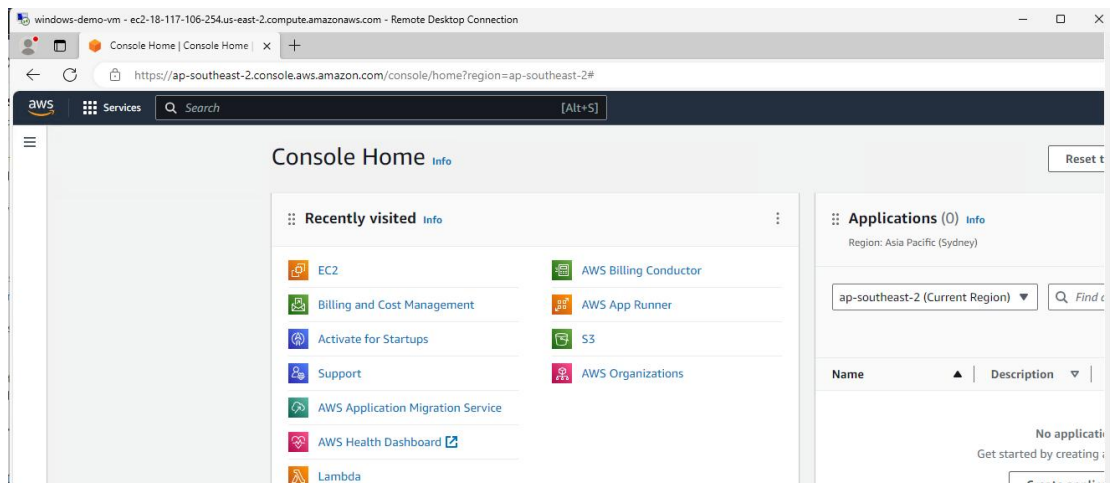 windows-demo-vm - ec2-18-117-106-254.us-east-2.compute.amazonaws.com - Remote Desktop Connection
Console Home | Console Home |
https://ap-southeast-2.console.aws.amazon.com/console/home?region=ap-southeast-2#
aws Services Search [Alt+S]
Console Home Info
Reset t
Recently visited Info
EC2
Billing and Cost Management
Activate for Startups
Support
AWS Application Migration Service
AWS Health Dashboard
Lambda
AWS Billing Conductor
AWS App Runner
S3
AWS Organizations
Applications (0) Info
Region: Asia Pacific (Sydney)
ap-southeast-2 (Current Region) Find
Name Description
No applicati
Get started by creating